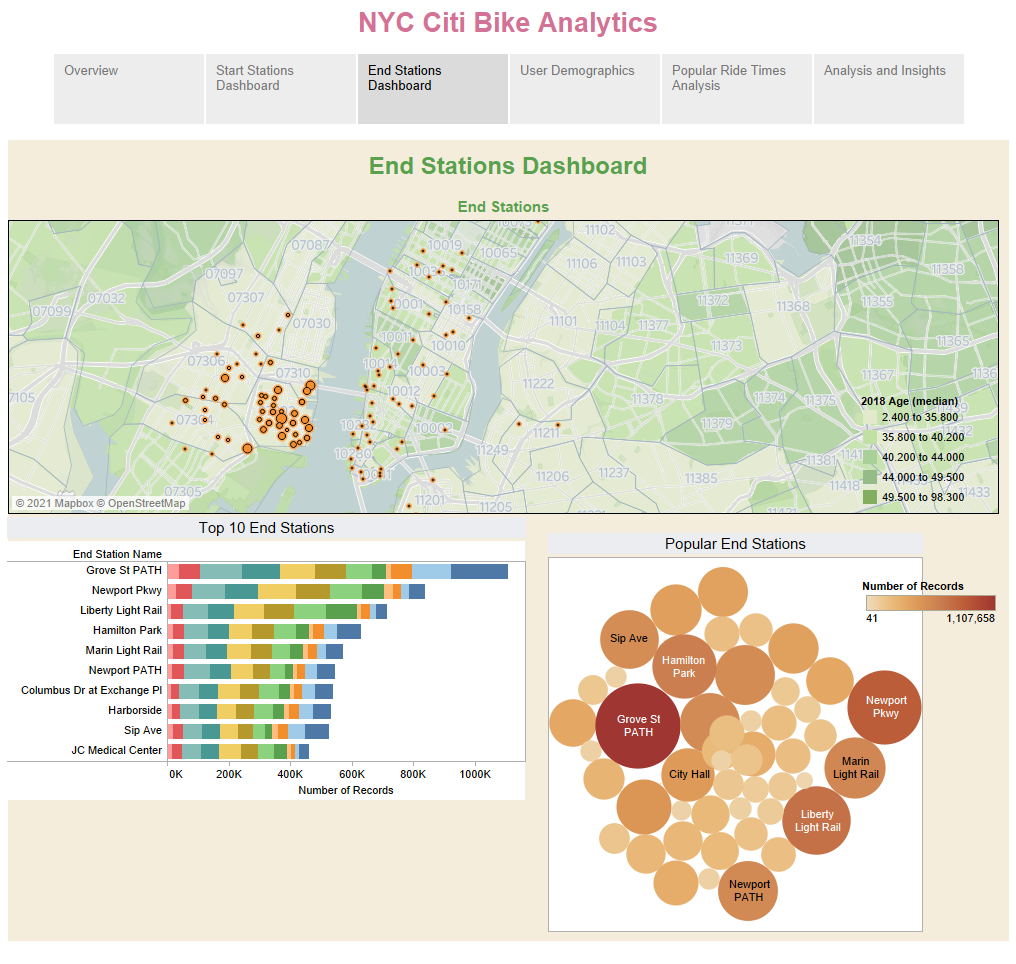 NYC Citi Bike Analytics
Overview
Start Stations
Dashboard
End Stations
Dashboard
User Demographics
Popular Ride Times
Analysis
Analysis and Insights
End Stations Dashboard
End Stations
07087
10019
10065
11102
11106
11103
11369
11354
11358
07097
07032
07307
07099
07030
10001
10171
10158
11101
11104
11377
11372
11368
11355
11373
11365
10011
10010
07306
07310
10003
11222
11367
11374
11375
11378
11379
07105
07304
10012
10002
11211
11249
11206
11237
11385
11381
11418
07305
10280
11201
11205
11433
2018 Age (median)
2.400 to 35.800
35.800 to 40.200
40.200 to 44.000
44.000 to 49.500
49.500 to 98.300
© 2021 Mapbox © OpenStreetMap
Top 10 End Stations
End Station Name
Grove St PATH
Newport Pkwy
Liberty Light Rail
Hamilton Park
Marin Light Rail
Newport PATH
Columbus Dr at Exchange Pl
Harborside
Sip Ave
JC Medical Center
0K
200K
400K
600K
800K
1000K
Number of Records
Popular End Stations
Number of Records
41
1,107,658
Sip Ave
Hamilton
Park
Grove St
PATH
Newport
Pkwy
City Hall
Marin
Light Rail
Liberty
Light Rail
Newport
PATH